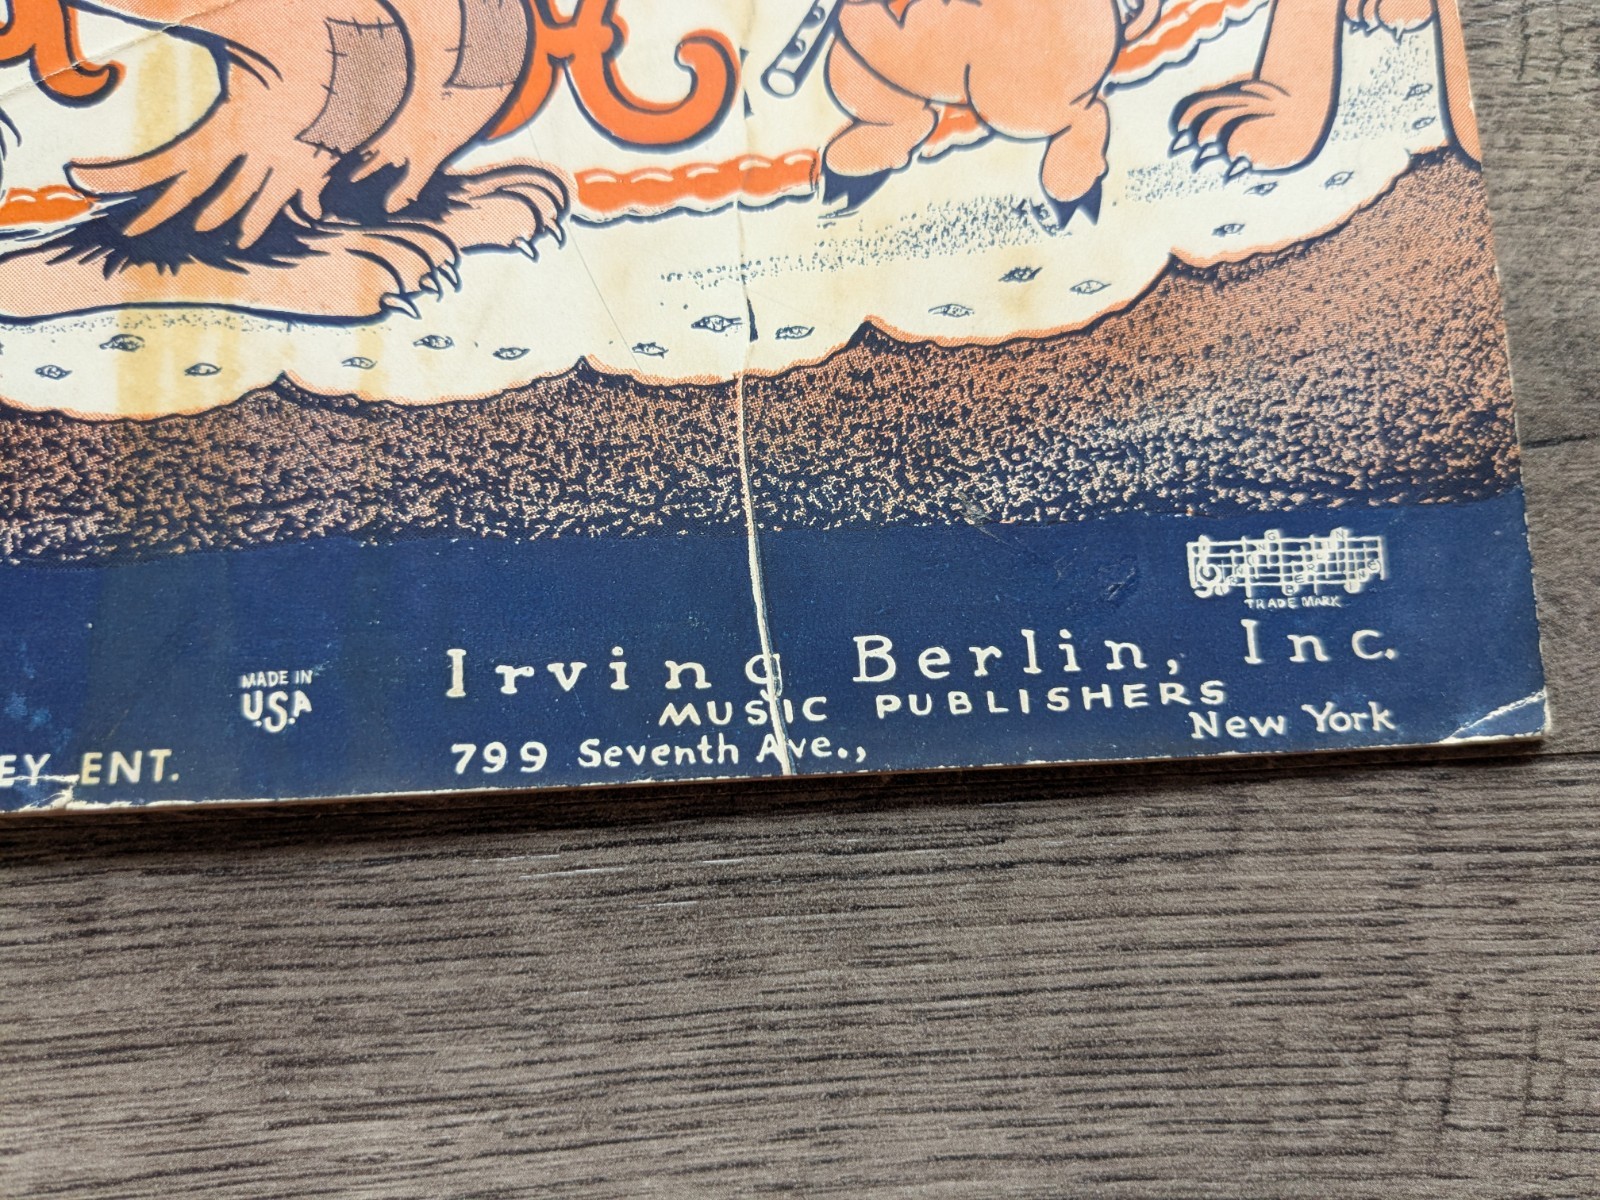 TRADE MARK
MADE IN
U.S.A
Irving Berlin, Inc.
MUSIC PUBLISHERS
799 Seventh Ave., New York
EY ENT.